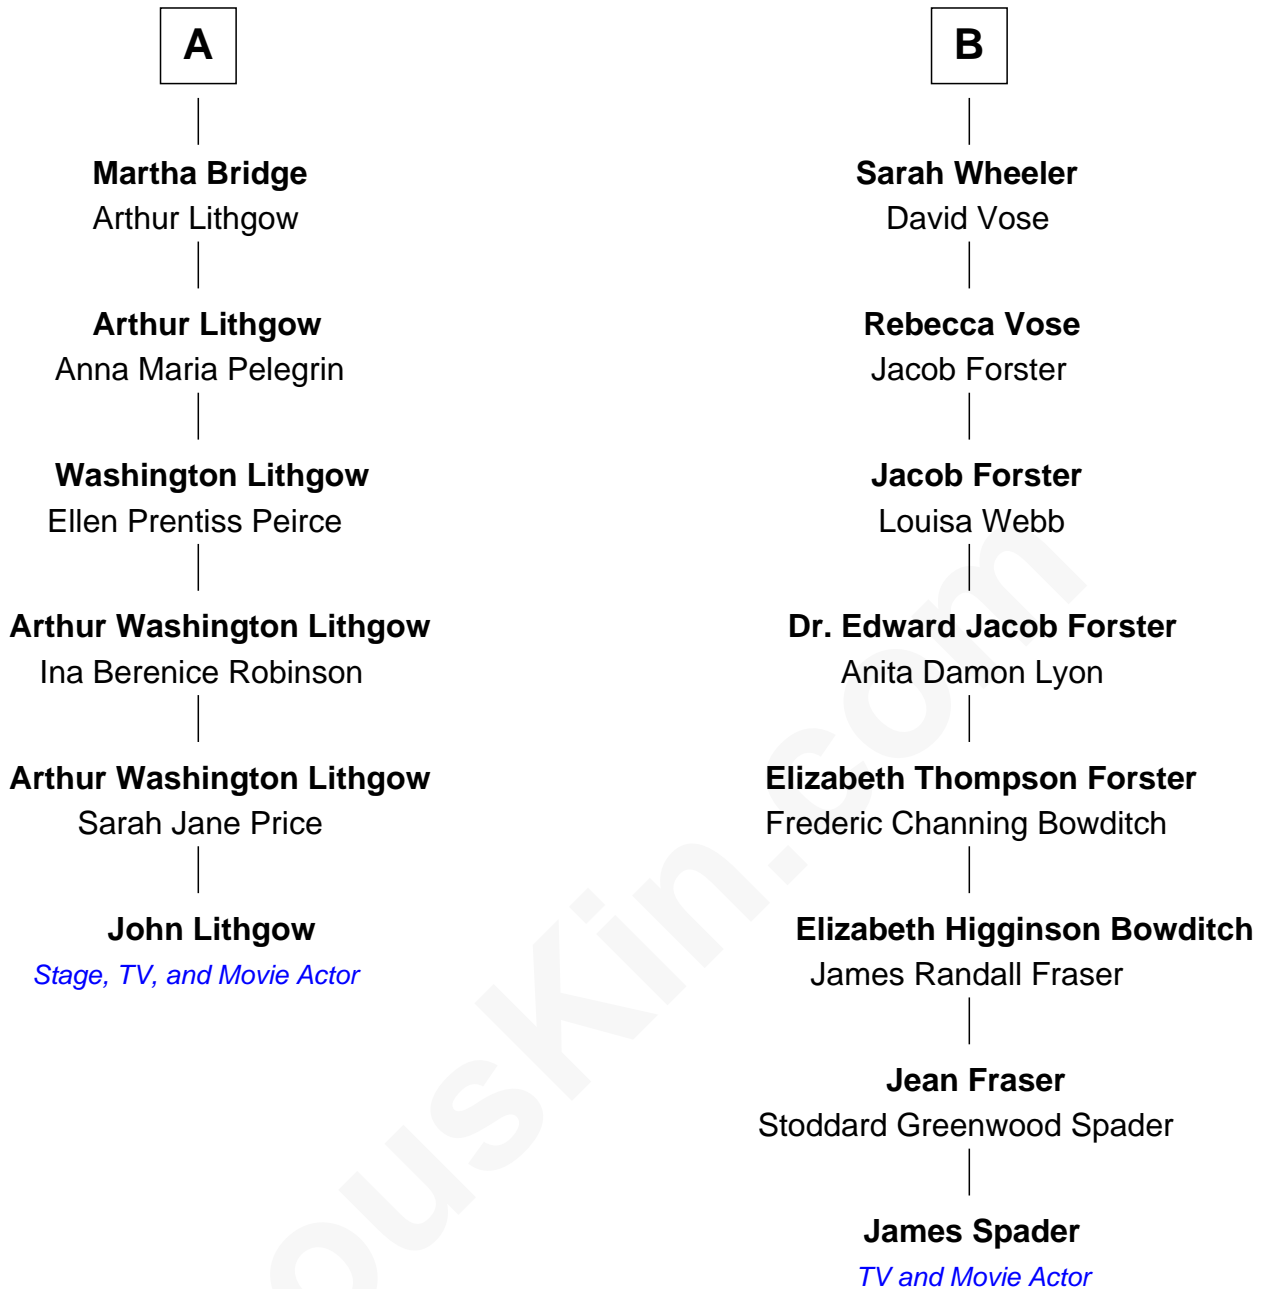 A
Martha Bridge
Arthur Lithgow
Arthur Lithgow
Anna Maria Pelegrin
Washington Lithgow
Ellen Prentiss Peirce
Arthur Washington Lithgow
Ina Berenice Robinson
Arthur Washington Lithgow
Sarah Jane Price
John Lithgow
Stage, TV, and Movie Actor
B
Sarah Wheeler
David Vose
Rebecca Vose
Jacob Forster
Jacob Forster
Louisa Webb
Dr. Edward Jacob Forster
Anita Damon Lyon
Elizabeth Thompson Forster
Frederic Channing Bowditch
Elizabeth Higginson Bowditch
James Randall Fraser
Jean Fraser
Stoddard Greenwood Spader
James Spader
TV and Movie Actor
ousKin.com